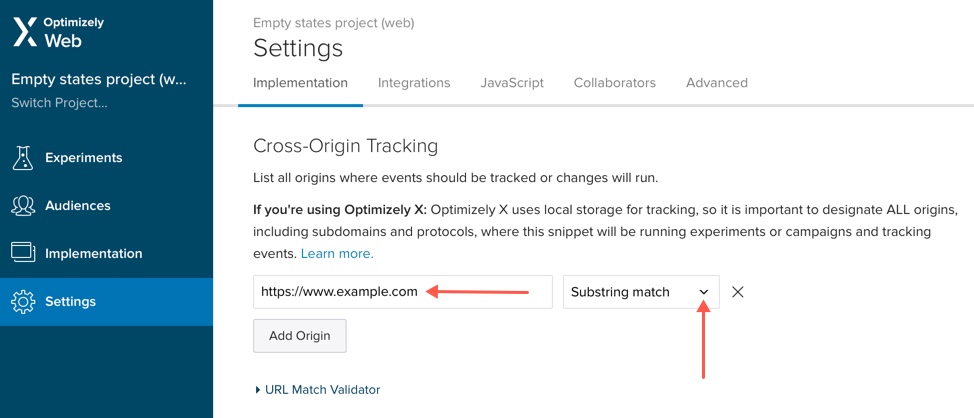 Optimizely
Web
Empty states project (w...
Switch Project...
Experiments
Audiences
Implementation
Settings
Empty states project (web)
Settings
Implementation Integrations JavaScript Collaborators Advanced
Cross-Origin Tracking
List all origins where events should be tracked or changes will run.
If you're using Optimizely X: Optimizely X uses local storage for tracking, so it is important to designate ALL origins,
including subdomains and protocols, where this snippet will be running experiments or campaigns and tracking
events. Learn more.
https://www.example.com Substring match
Add Origin
URL Match Validator